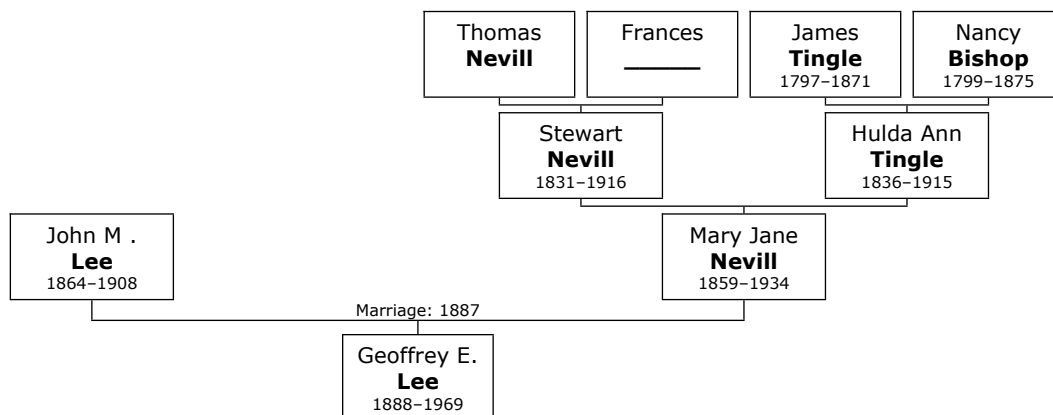 Thomas
Nevill
Frances
______
James
Tingle
1797–1871
Nancy
Bishop
1799–1875
Stewart
Nevill
1831–1916
Hulda Ann
Tingle
1836–1915
John M .
Lee
1864–1908
Mary Jane
Nevill
1859–1934
Marriage: 1887
Geoffrey E.
Lee
1888–1969